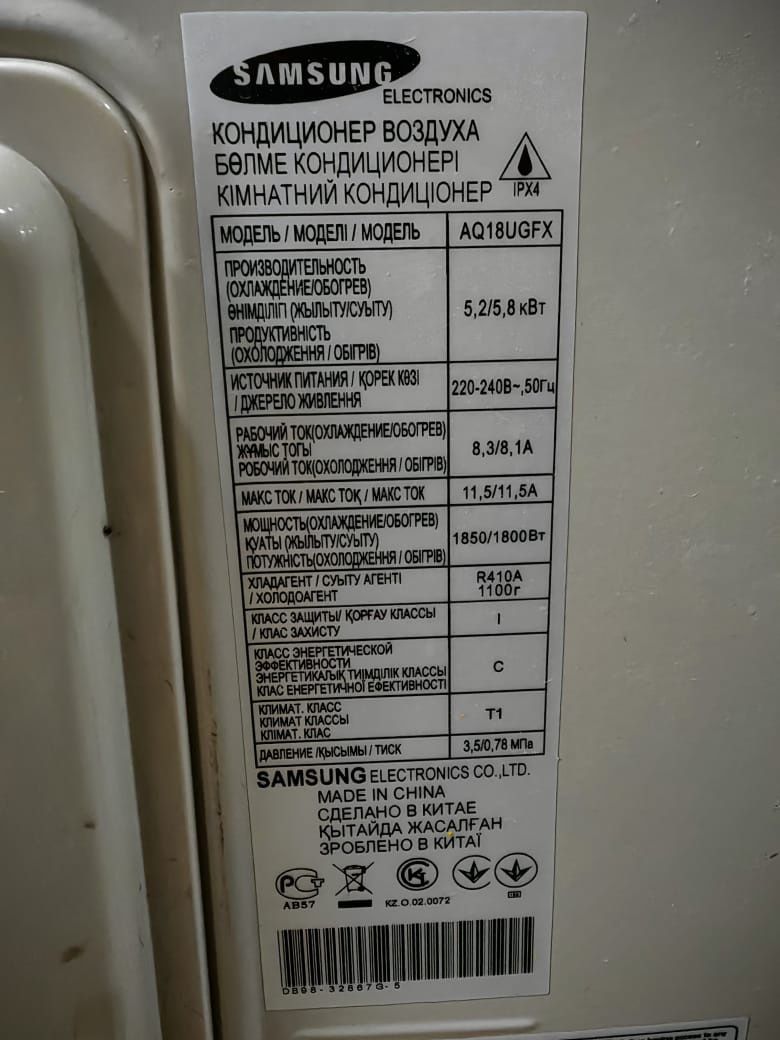 SAMSUNG
ELECTRONICS
КОНДИЦИОНЕР ВОЗДУХА
БӨЛМЕ КОНДИЦИОНЕРІ
КІМНАТНИЙ КОНДИЦІОНЕР
IPX4
МОДЕЛЬ / МОДЕЛІ / МОДЕЛЬ AQ18UGFX
ПРОИЗВОДИТЕЛЬНОСТЬ
(ОХЛАЖДЕНИЕ/ОБОГРЕВ)
ӨНІМДІЛІГІ (ЖЫЛЫТУ/СУЫТУ) 5,2/5,8 кВт
ПРОДУКТИВНІСТЬ
(ОХОЛОДЖЕННЯ / ОБІГРІВ)
ИСТОЧНИК ПИТАНИЯ / ҚОРЕК КӨЗІ
/ ДЖЕРЕЛО ЖИВЛЕННЯ 220-240В~,50Гц
РАБОЧИЙ ТОК(ОХЛАЖДЕНИЕ/ОБОГРЕВ)
ЖҰМЫС ТОГЫ 8,3/8,1А
РОБОЧИЙ ТОК(ОХОЛОДЖЕННЯ / ОБІГРІВ)
МАКС ТОК / МАКС ТОҚ / МАКС ТОК 11,5/11,5А
МОЩНОСТЬ(ОХЛАЖДЕНИЕ/ОБОГРЕВ)
ҚУАТЫ (ЖЫЛЫТУ/СУЫТУ) 1850/1800Вт
ПОТУЖНІСТЬ(ОХОЛОДЖЕННЯ / ОБІГРІВ)
ХЛАДАГЕНТ / СУЫТУ АГЕНТІ R410A
/ ХОЛОДОАГЕНТ 1100г
КЛАСС ЗАЩИТЫ/ ҚОРҒАУ КЛАССЫ
/ КЛАС ЗАХИСТУ I
КЛАСС ЭНЕРГЕТИЧЕСКОЙ
ЭФФЕКТИВНОСТИ C
ЭНЕРГЕТИКАЛЫҚ ТИІМДІЛІК КЛАССЫ
КЛАС ЕНЕРГЕТИЧНОЇ ЕФЕКТИВНОСТІ
КЛИМАТ. КЛАСС
КЛИМАТ КЛАССЫ T1
КЛІМАТ. КЛАС
ДАВЛЕНИЕ /ҚЫСЫМЫ / ТИСК 3,5/0,78 МПа
SAMSUNG ELECTRONICS CO.,LTD.
MADE IN CHINA
СДЕЛАНО В КИТАЕ
ҚЫТАЙДА ЖАСАЛҒАН
ЗРОБЛЕНО В КИТАЇ
АВ57 KZ.O.02.0072
DB98-32867G-5